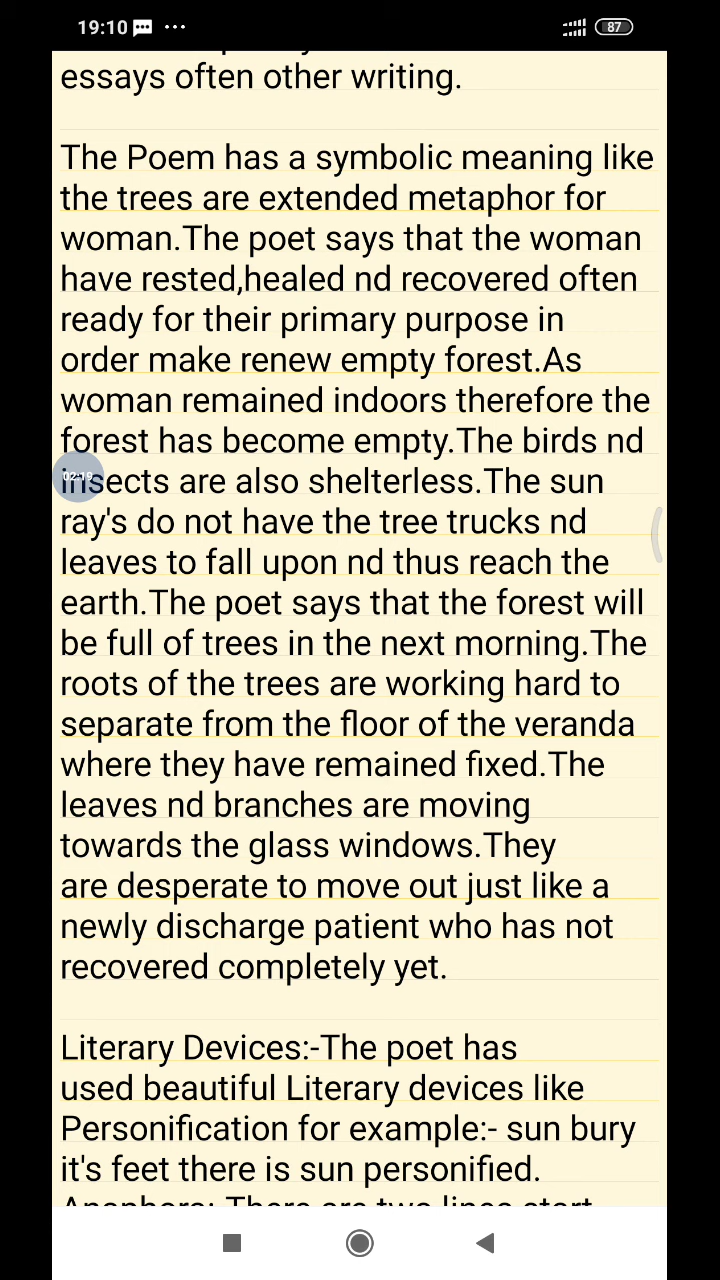 19:10
87
essays often other writing.
The Poem has a symbolic meaning like
the trees are extended metaphor for
woman.The poet says that the woman
have rested,healed nd recovered often
ready for their primary purpose in
order make renew empty forest.As
woman remained indoors therefore the
forest has become empty.The birds nd
insects are also shelterless.The sun
ray's do not have the tree trucks nd
leaves to fall upon nd thus reach the
earth.The poet says that the forest will
be full of trees in the next morning.The
roots of the trees are working hard to
separate from the floor of the veranda
where they have remained fixed.The
leaves nd branches are moving
towards the glass windows.They
are desperate to move out just like a
newly discharge patient who has not
recovered completely yet.
Literary Devices:-The poet has
used beautiful Literary devices like
Personification for example:- sun bury
it's feet there is sun personified.
Anaphora:- There are two lines start